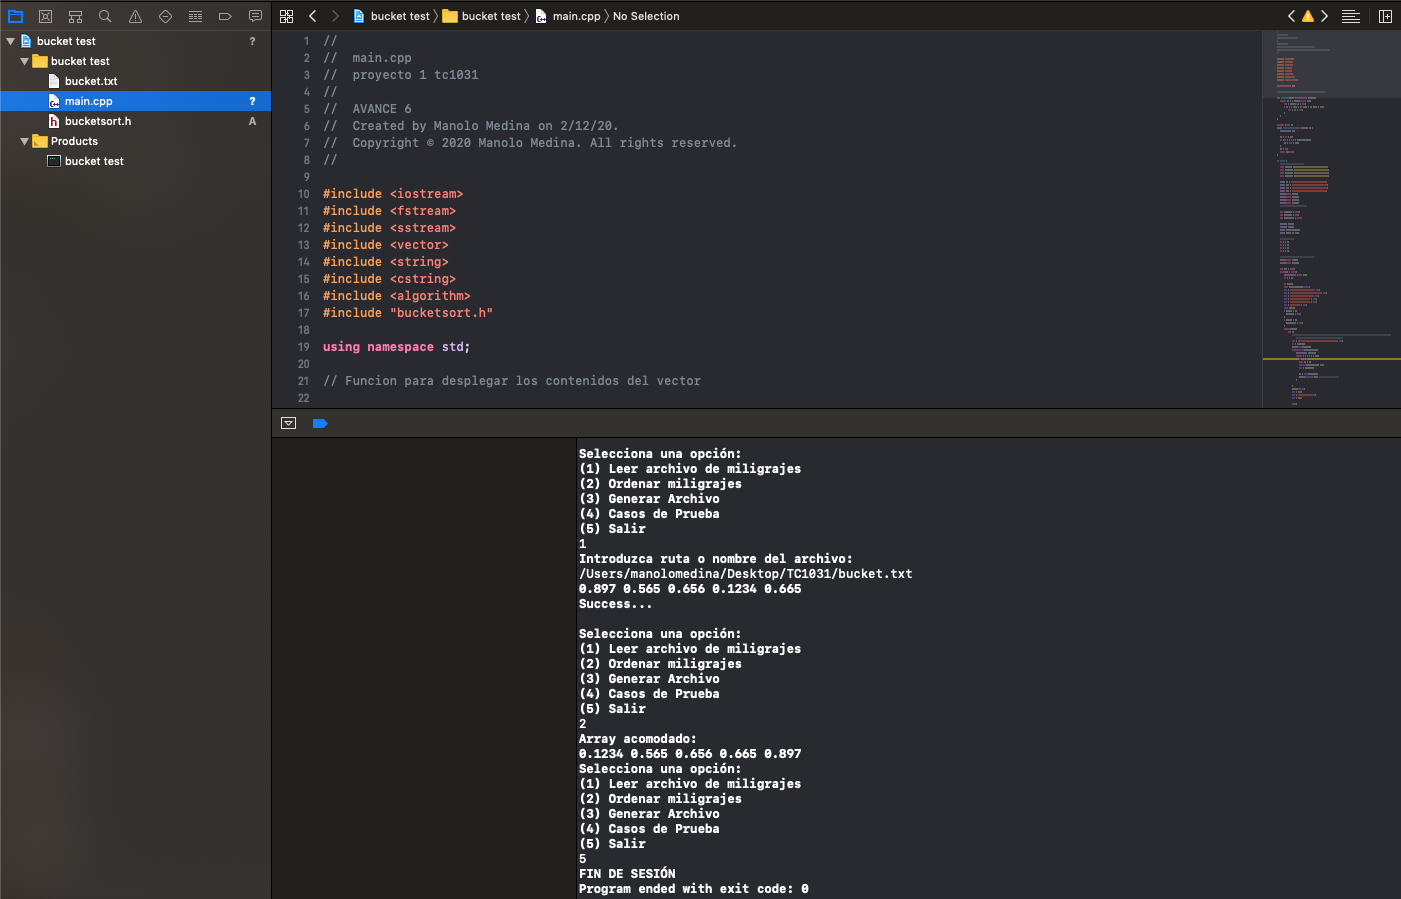 bucket test ?
bucket test
bucket.txt
main.cpp ?
bucketsort.h A
Products
bucket test
bucket test bucket test main.cpp No Selection
1 //
2 //  main.cpp
3 //  proyecto 1 tc1031
4 //
5 //  AVANCE 6
6 //  Created by Manolo Medina on 2/12/20.
7 //  Copyright © 2020 Manolo Medina. All rights reserved.
8 //
9
10 #include <iostream>
11 #include <fstream>
12 #include <sstream>
13 #include <vector>
14 #include <string>
15 #include <cstring>
16 #include <algorithm>
17 #include "bucketsort.h"
18
19 using namespace std;
20
21 // Funcion para desplegar los contenidos del vector
22
Selecciona una opción:
(1) Leer archivo de miligrajes
(2) Ordenar miligrajes
(3) Generar Archivo
(4) Casos de Prueba
(5) Salir
1
Introduzca ruta o nombre del archivo:
/Users/manolomedina/Desktop/TC1031/bucket.txt
0.897 0.565 0.656 0.1234 0.665
Success...
Selecciona una opción:
(1) Leer archivo de miligrajes
(2) Ordenar miligrajes
(3) Generar Archivo
(4) Casos de Prueba
(5) Salir
2
Array acomodado:
0.1234 0.565 0.656 0.665 0.897
Selecciona una opción:
(1) Leer archivo de miligrajes
(2) Ordenar miligrajes
(3) Generar Archivo
(4) Casos de Prueba
(5) Salir
5
FIN DE SESIÓN
Program ended with exit code: 0